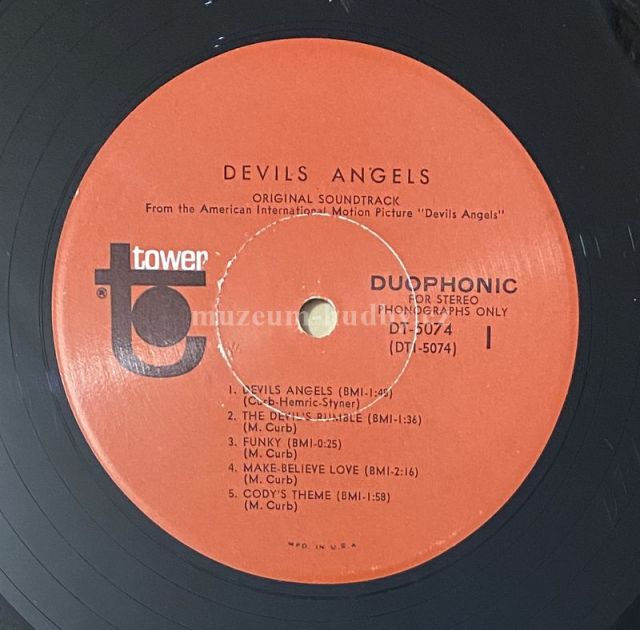 DEVILS ANGELS
ORIGINAL SOUNDTRACK
From the American International Motion Picture "Devils Angels"
tower
®
DUOPHONIC
FOR STEREO
PHONOGRAPHS ONLY
DT-5074
(DTI-5074)
I
1. DEVILS ANGELS (BMI-1:45)
(Curb-Hemric-Styner)
2. THE DEVIL'S RUMBLE (BMI-1:36)
(M. Curb)
3. FUNKY (BMI-0:25)
(M. Curb)
4. MAKE-BELIEVE LOVE (BMI-2:16)
(M. Curb)
5. CODY'S THEME (BMI-1:58)
(M. Curb)
MFD. IN U.S.A.